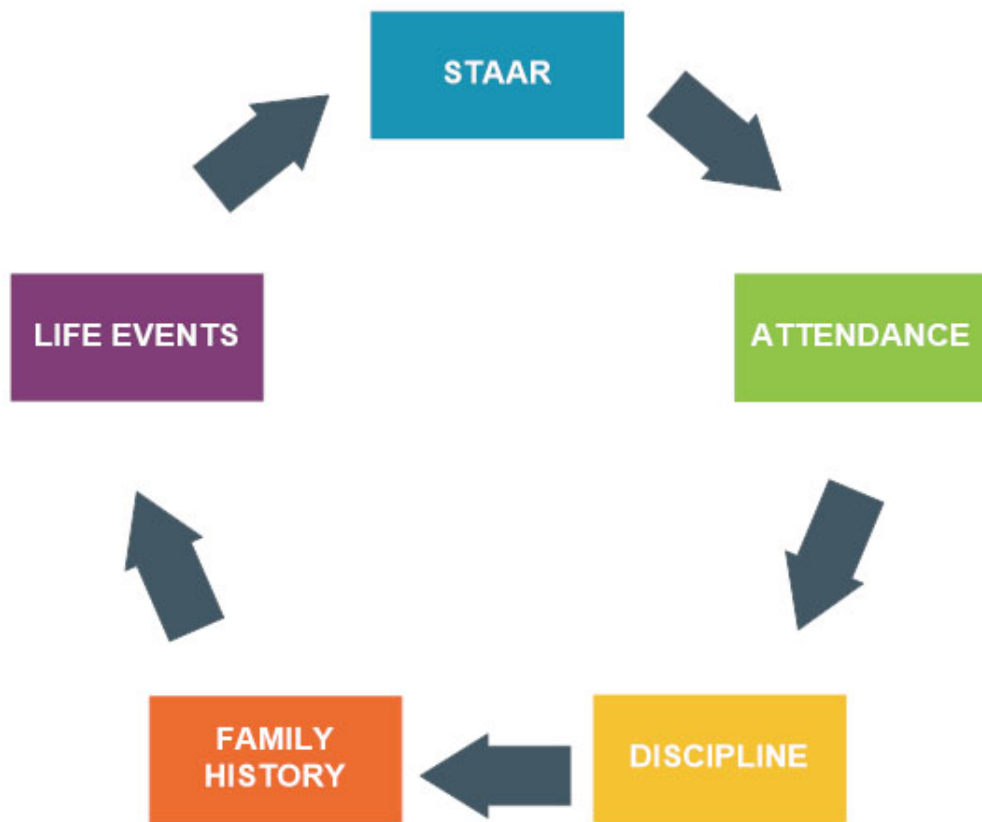 STAAR
ATTENDANCE
DISCIPLINE
FAMILY
HISTORY
LIFE EVENTS